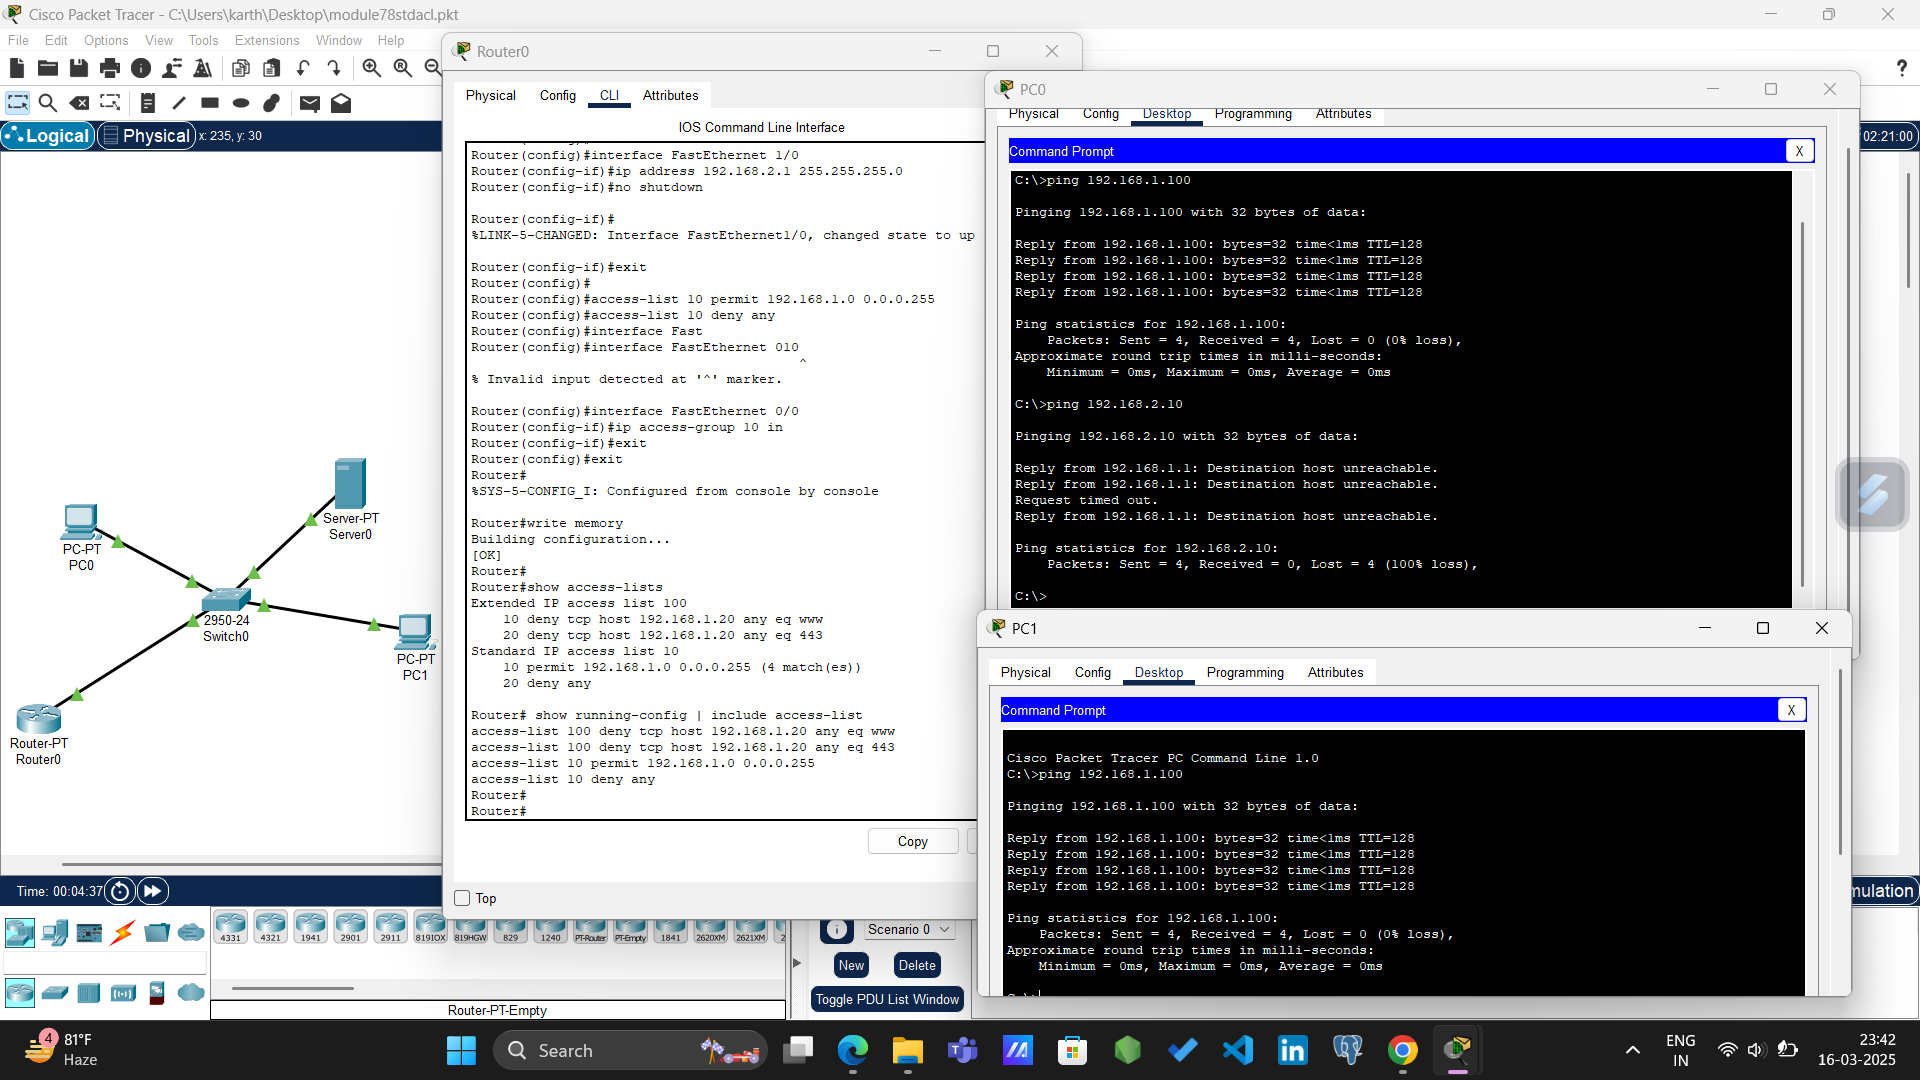 Cisco Packet Tracer - C:\Users\karth\Desktop\module78stdacl.pkt
File Edit Options View Tools Extensions Window Help
Logical Physical x: 235, y: 30
02:21:00
PC-PT
PC0
Server-PT
Server0
2950-24
Switch0
PC-PT
PC1
Router-PT
Router0
Router0
Physical Config CLI Attributes
IOS Command Line Interface
Router(config)#interface FastEthernet 1/0
Router(config-if)#ip address 192.168.2.1 255.255.255.0
Router(config-if)#no shutdown
Router(config-if)#
%LINK-5-CHANGED: Interface FastEthernet1/0, changed state to up
Router(config-if)#exit
Router(config)#
Router(config)#access-list 10 permit 192.168.1.0 0.0.0.255
Router(config)#access-list 10 deny any
Router(config)#interface Fast
Router(config)#interface FastEthernet 010
^
% Invalid input detected at '^' marker.
Router(config)#interface FastEthernet 0/0
Router(config-if)#ip access-group 10 in
Router(config-if)#exit
Router(config)#exit
Router#
%SYS-5-CONFIG_I: Configured from console by console
Router#write memory
Building configuration...
[OK]
Router#
Router#show access-lists
Extended IP access list 100
10 deny tcp host 192.168.1.20 any eq www
20 deny tcp host 192.168.1.20 any eq 443
Standard IP access list 10
10 permit 192.168.1.0 0.0.0.255 (4 match(es))
20 deny any
Router# show running-config | include access-list
access-list 100 deny tcp host 192.168.1.20 any eq www
access-list 100 deny tcp host 192.168.1.20 any eq 443
access-list 10 permit 192.168.1.0 0.0.0.255
access-list 10 deny any
Router#
Router#
Copy
Top
PC0
Physical Config Desktop Programming Attributes
Command Prompt X
C:\>ping 192.168.1.100
Pinging 192.168.1.100 with 32 bytes of data:
Reply from 192.168.1.100: bytes=32 time<1ms TTL=128
Reply from 192.168.1.100: bytes=32 time<1ms TTL=128
Reply from 192.168.1.100: bytes=32 time<1ms TTL=128
Reply from 192.168.1.100: bytes=32 time<1ms TTL=128
Ping statistics for 192.168.1.100:
Packets: Sent = 4, Received = 4, Lost = 0 (0% loss),
Approximate round trip times in milli-seconds:
Minimum = 0ms, Maximum = 0ms, Average = 0ms
C:\>ping 192.168.2.10
Pinging 192.168.2.10 with 32 bytes of data:
Reply from 192.168.1.1: Destination host unreachable.
Reply from 192.168.1.1: Destination host unreachable.
Request timed out.
Reply from 192.168.1.1: Destination host unreachable.
Ping statistics for 192.168.2.10:
Packets: Sent = 4, Received = 0, Lost = 4 (100% loss),
C:\>
PC1
Physical Config Desktop Programming Attributes
Command Prompt X
Cisco Packet Tracer PC Command Line 1.0
C:\>ping 192.168.1.100
Pinging 192.168.1.100 with 32 bytes of data:
Reply from 192.168.1.100: bytes=32 time<1ms TTL=128
Reply from 192.168.1.100: bytes=32 time<1ms TTL=128
Reply from 192.168.1.100: bytes=32 time<1ms TTL=128
Reply from 192.168.1.100: bytes=32 time<1ms TTL=128
Ping statistics for 192.168.1.100:
Packets: Sent = 4, Received = 4, Lost = 0 (0% loss),
Approximate round trip times in milli-seconds:
Minimum = 0ms, Maximum = 0ms, Average = 0ms
Time: 00:04:37
mulation
4331 4321 1941 2901 2911 819IOX 819HGW 829 1240 PT-Router PT-Empty 1841 2620XM 2621XM 2
Router-PT-Empty
Scenario 0
New Delete
Toggle PDU List Window
4
81°F
Haze
Search
ENG
IN
23:42
16-03-2025